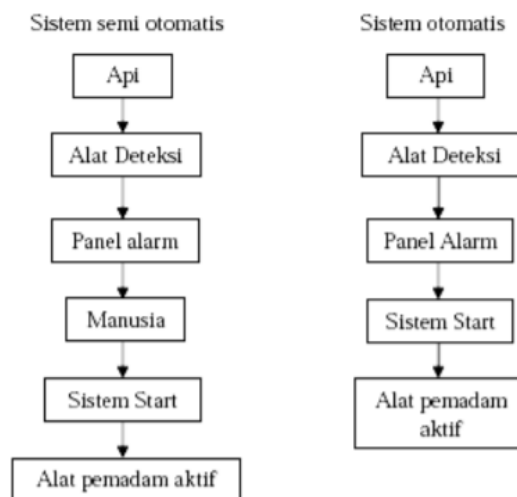 Sistem semi otomatis
Api
Alat Deteksi
Panel alarm
Manusia
Sistem Start
Alat pemadam aktif
Sistem otomatis
Api
Alat Deteksi
Panel Alarm
Sistem Start
Alat pemadam
aktif